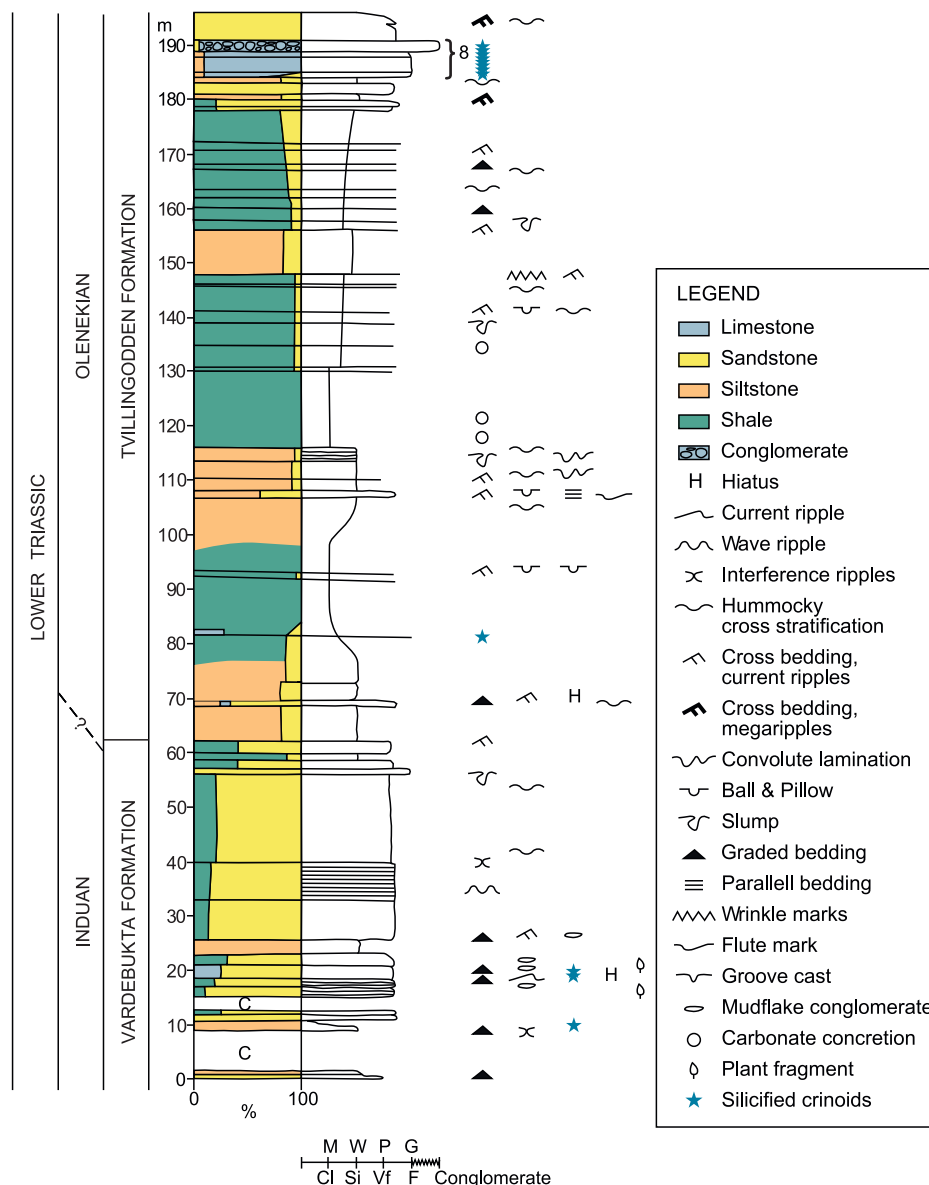 m
190
180
170
160
150
140
130
120
110
100
90
80
70
60
50
40
30
20
10
0
LOWER TRIASSIC
OLENEKIAN
?
INDUAN
TVILLINGODDEN FORMATION
VARDEBUKTA FORMATION
8
H
H
C
C
0 100
%
M W P G
Cl Si Vf F Conglomerate
LEGEND
Limestone
Sandstone
Siltstone
Shale
Conglomerate
H Hiatus
Current ripple
Wave ripple
Interference ripples
Hummocky
cross stratification
Cross bedding,
current ripples
Cross bedding,
megaripples
Convolute lamination
Ball & Pillow
Slump
Graded bedding
Parallell bedding
Wrinkle marks
Flute mark
Groove cast
Mudflake conglomerate
Carbonate concretion
Plant fragment
Silicified crinoids